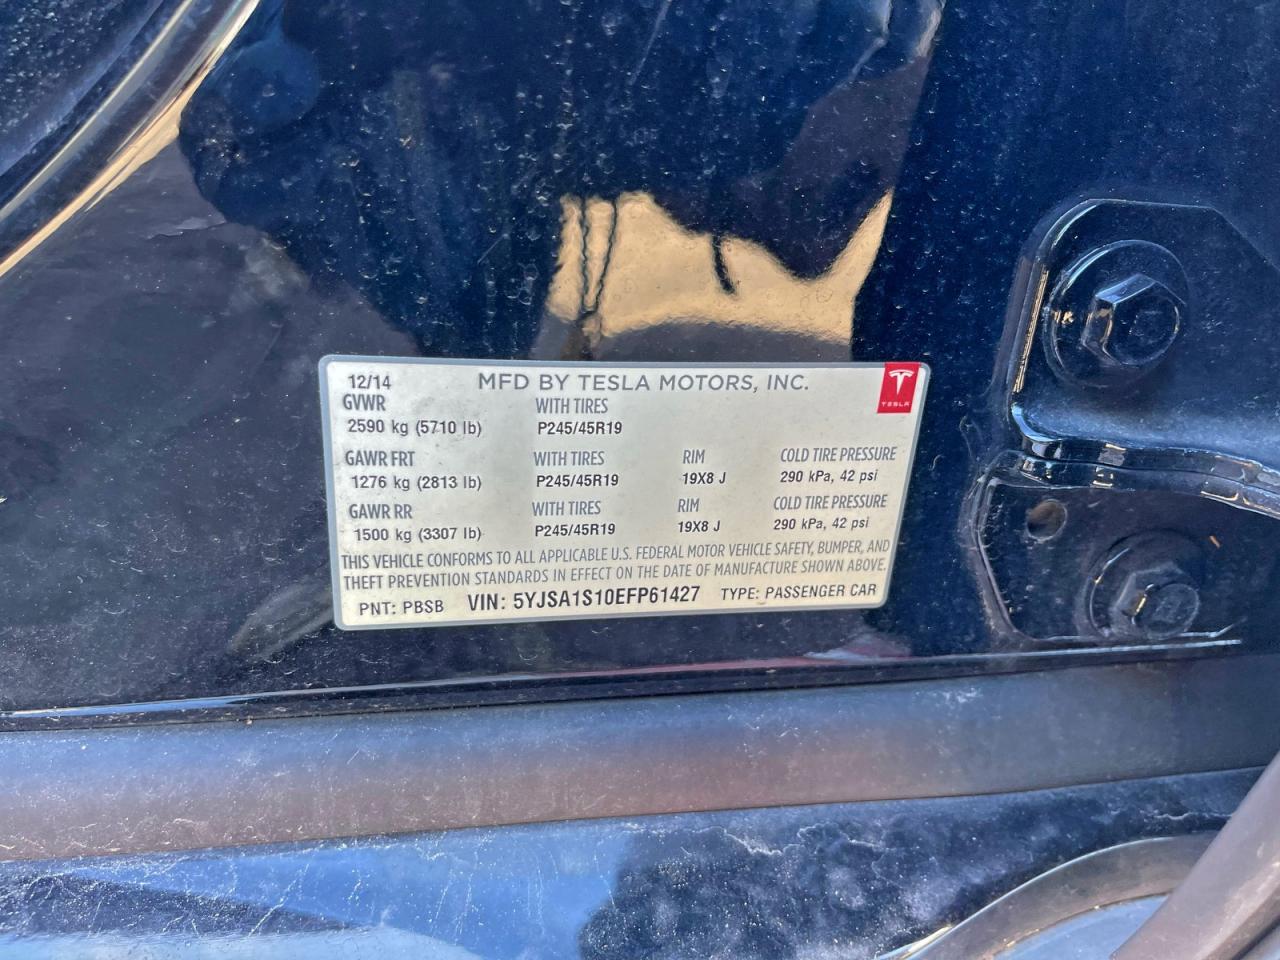 12/14 MFD BY TESLA MOTORS, INC.
TESLA
GVWR WITH TIRES
2590 kg (5710 lb) P245/45R19
GAWR FRT WITH TIRES RIM COLD TIRE PRESSURE
1276 kg (2813 lb) P245/45R19 19X8 J 290 kPa, 42 psi
GAWR RR WITH TIRES RIM COLD TIRE PRESSURE
1500 kg (3307 lb) P245/45R19 19X8 J 290 kPa, 42 psi
THIS VEHICLE CONFORMS TO ALL APPLICABLE U.S. FEDERAL MOTOR VEHICLE SAFETY, BUMPER, AND
THEFT PREVENTION STANDARDS IN EFFECT ON THE DATE OF MANUFACTURE SHOWN ABOVE.
PNT: PBSB VIN: 5YJSA1S10EFP61427 TYPE: PASSENGER CAR